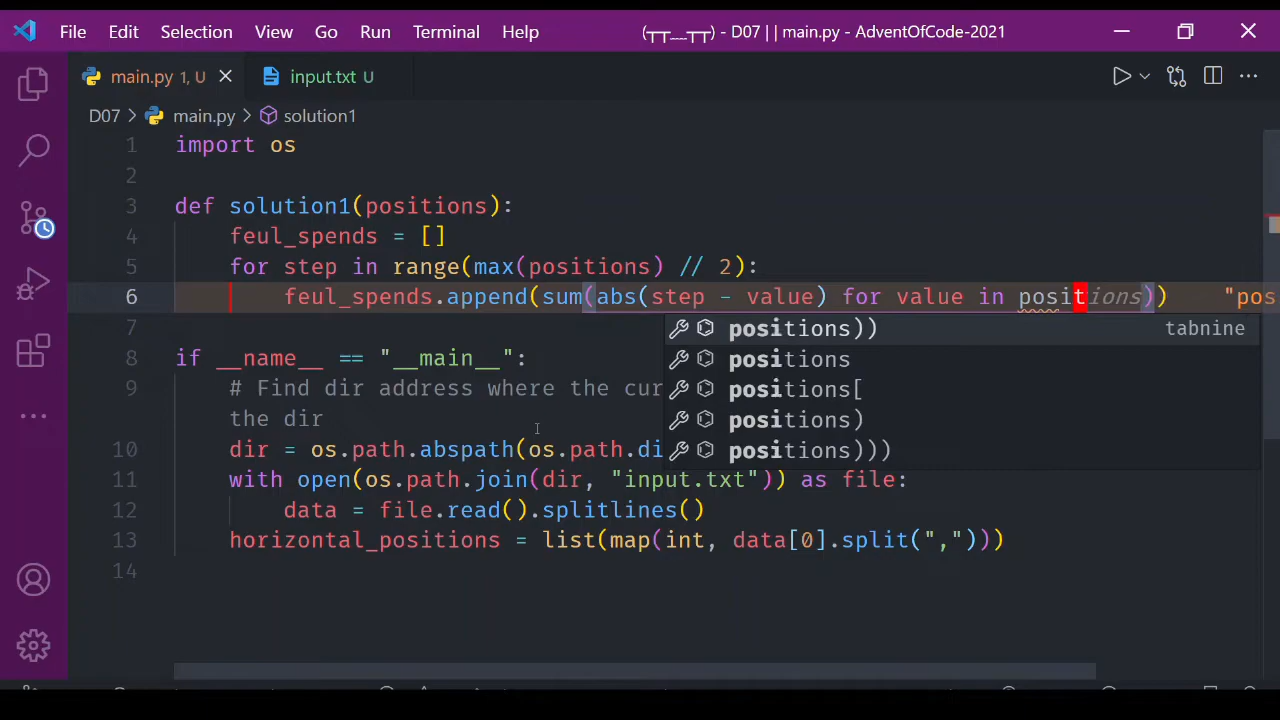 File Edit Selection View Go Run Terminal Help (┬┬﹏┬┬) - D07 | | main.py - AdventOfCode-2021
main.py 1, U input.txt U
D07 > main.py > solution1
1 import os
2
3 def solution1(positions):
4 feul_spends = []
5 for step in range(max(positions) // 2):
6 feul_spends.append(sum(abs(step - value) for value in positions)) "pos
positions)) tabnine
positions
positions[
positions)
positions)))
7
8 if __name__ == "__main__":
9 # Find dir address where the cur
the dir
10 dir = os.path.abspath(os.path.di
11 with open(os.path.join(dir, "input.txt")) as file:
12 data = file.read().splitlines()
13 horizontal_positions = list(map(int, data[0].split(",")))
14